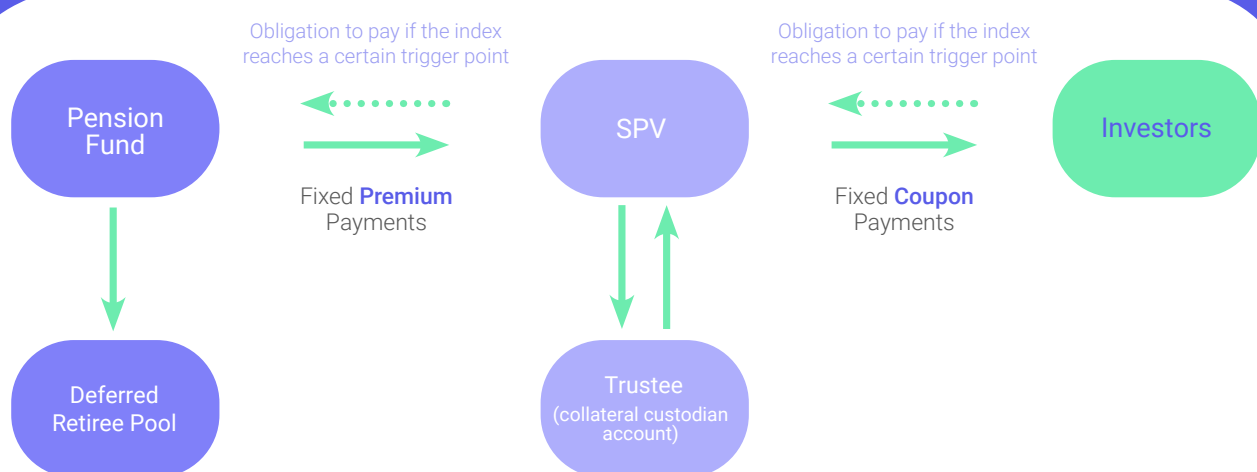 Obligation to pay if the index
reaches a certain trigger point
Obligation to pay if the index
reaches a certain trigger point
Pension
Fund
SPV
Investors
Fixed Premium
Payments
Fixed Coupon
Payments
Deferred
Retiree Pool
Trustee
(collateral custodian
account)